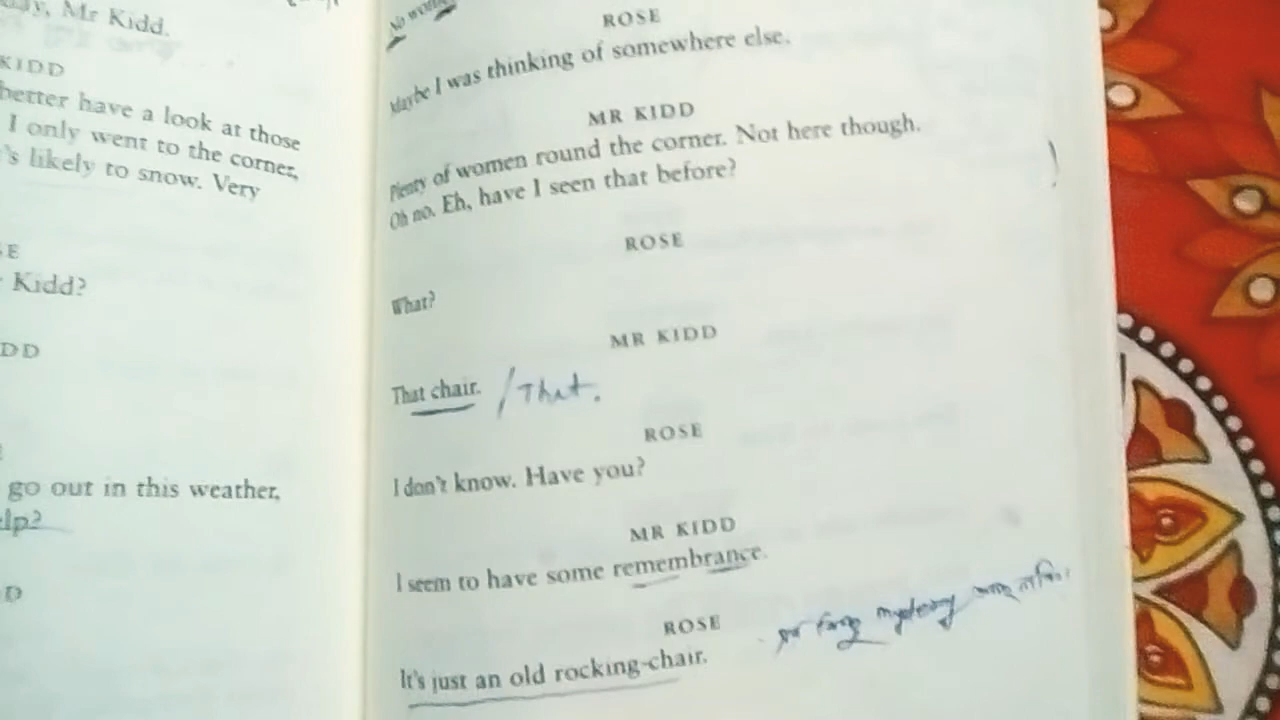 ay, Mr Kidd.
KIDD
better have a look at those
I only went to the corner,
's likely to snow. Very
SE
Kidd?
DD
go out in this weather,
elp?
D
No
ROSE
Maybe I was thinking of somewhere else.
MR KIDD
Plenty of women round the corner. Not here though.
Oh no. Eh, have I seen that before?
ROSE
What?
MR KIDD
That chair. / That.
ROSE
I don't know. Have you?
MR KIDD
I seem to have some remembrance.
ROSE
mystery
It's just an old rocking-chair.